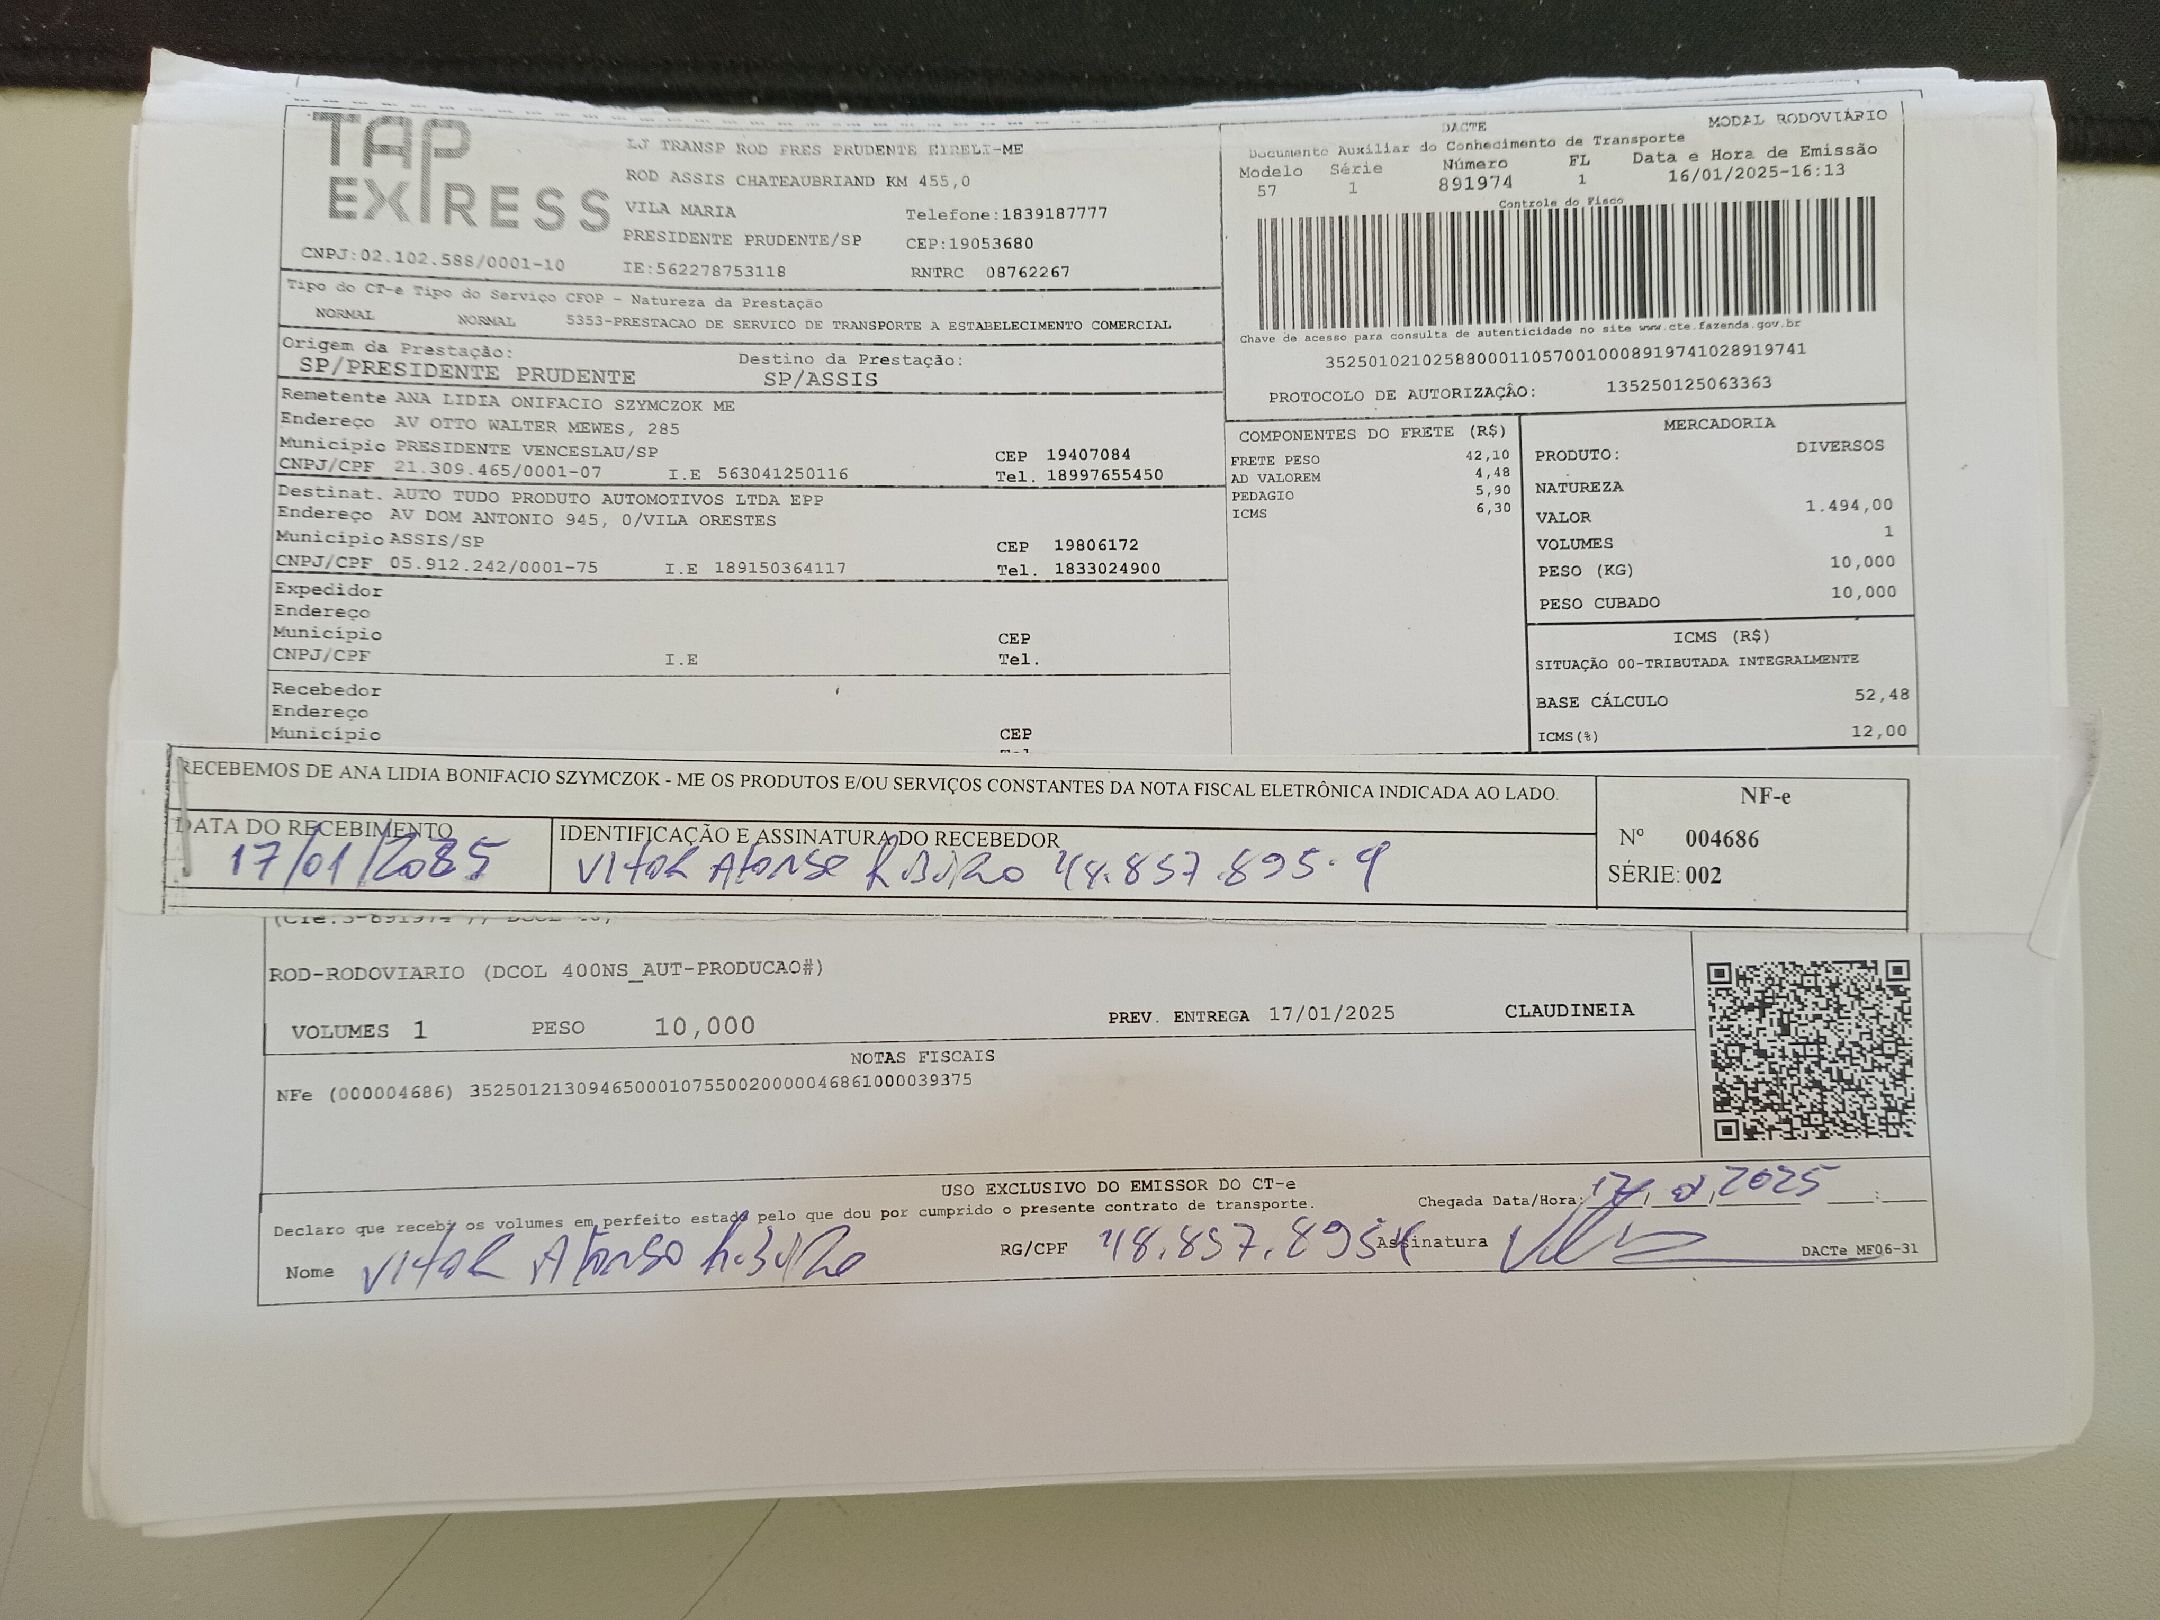 TAP
EXPRESS
LJ TRANSP ROD PRES PRUDENTE EIRELI-ME
ROD ASSIS CHATEAUBRIAND KM 455,0
VILA MARIA Telefone:1839187777
PRESIDENTE PRUDENTE/SP CEP:19053680
CNPJ:02.102.588/0001-10 IE:562278753118 RNTRC 08762267
DACTE MODAL RODOVIÁRIO
Documento Auxiliar do Conhecimento de Transporte
Modelo Série Número FL Data e Hora de Emissão
57 1 891974 1 16/01/2025-16:13
Controle do Fisco
Chave de acesso para consulta de autenticidade no site www.cte.fazenda.gov.br
35250102102588000110570010008919741028919741
PROTOCOLO DE AUTORIZAÇÃO: 135250125063363
Tipo do CT-e Tipo do Serviço CFOP - Natureza da Prestação
NORMAL NORMAL 5353-PRESTACAO DE SERVICO DE TRANSPORTE A ESTABELECIMENTO COMERCIAL
Origem da Prestação: Destino da Prestação:
SP/PRESIDENTE PRUDENTE SP/ASSIS
Remetente ANA LIDIA ONIFACIO SZYMCZOK ME
Endereço AV OTTO WALTER MEWES, 285
Município PRESIDENTE VENCESLAU/SP CEP 19407084
CNPJ/CPF 21.309.465/0001-07 I.E 563041250116 Tel. 18997655450
Destinat. AUTO TUDO PRODUTO AUTOMOTIVOS LTDA EPP
Endereço AV DOM ANTONIO 945, 0/VILA ORESTES
Município ASSIS/SP CEP 19806172
CNPJ/CPF 05.912.242/0001-75 I.E 189150364117 Tel. 1833024900
Expedidor
Endereço
Município CEP
CNPJ/CPF I.E Tel.
Recebedor
Endereço
Município CEP
COMPONENTES DO FRETE (R$)
FRETE PESO 42,10
AD VALOREM 4,48
PEDAGIO 5,90
ICMS 6,30
MERCADORIA
PRODUTO: DIVERSOS
NATUREZA
VALOR 1.494,00
VOLUMES 1
PESO (KG) 10,000
PESO CUBADO 10,000
ICMS (R$)
SITUAÇÃO 00-TRIBUTADA INTEGRALMENTE
BASE CÁLCULO 52,48
ICMS(%) 12,00
RECEBEMOS DE ANA LIDIA BONIFACIO SZYMCZOK - ME OS PRODUTOS E/OU SERVIÇOS CONSTANTES DA NOTA FISCAL ELETRÔNICA INDICADA AO LADO.
DATA DO RECEBIMENTO IDENTIFICAÇÃO E ASSINATURA DO RECEBEDOR
17/01/2025 Vitor Afonso 48.857.895-9
NF-e
Nº 004686
SÉRIE: 002
ROD-RODOVIARIO (DCOL 400NS_AUT-PRODUCAO#)
VOLUMES 1 PESO 10,000 PREV. ENTREGA 17/01/2025 CLAUDINEIA
NOTAS FISCAIS
NFe (000004686) 35250121309465000107550020000046861000039375
USO EXCLUSIVO DO EMISSOR DO CT-e
Declaro que recebi os volumes em perfeito estado pelo que dou por cumprido o presente contrato de transporte. Chegada Data/Hora: 17/01/2025 :
Nome Vitor Afonso RG/CPF 48.857.895 Assinatura DACTe MF06-31